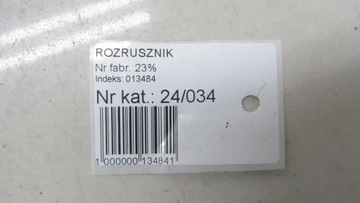 ROZRUSZNIK
Nr fabr. 23%
Indeks: 013484
Nr kat.: 24/034
1 000000 134841